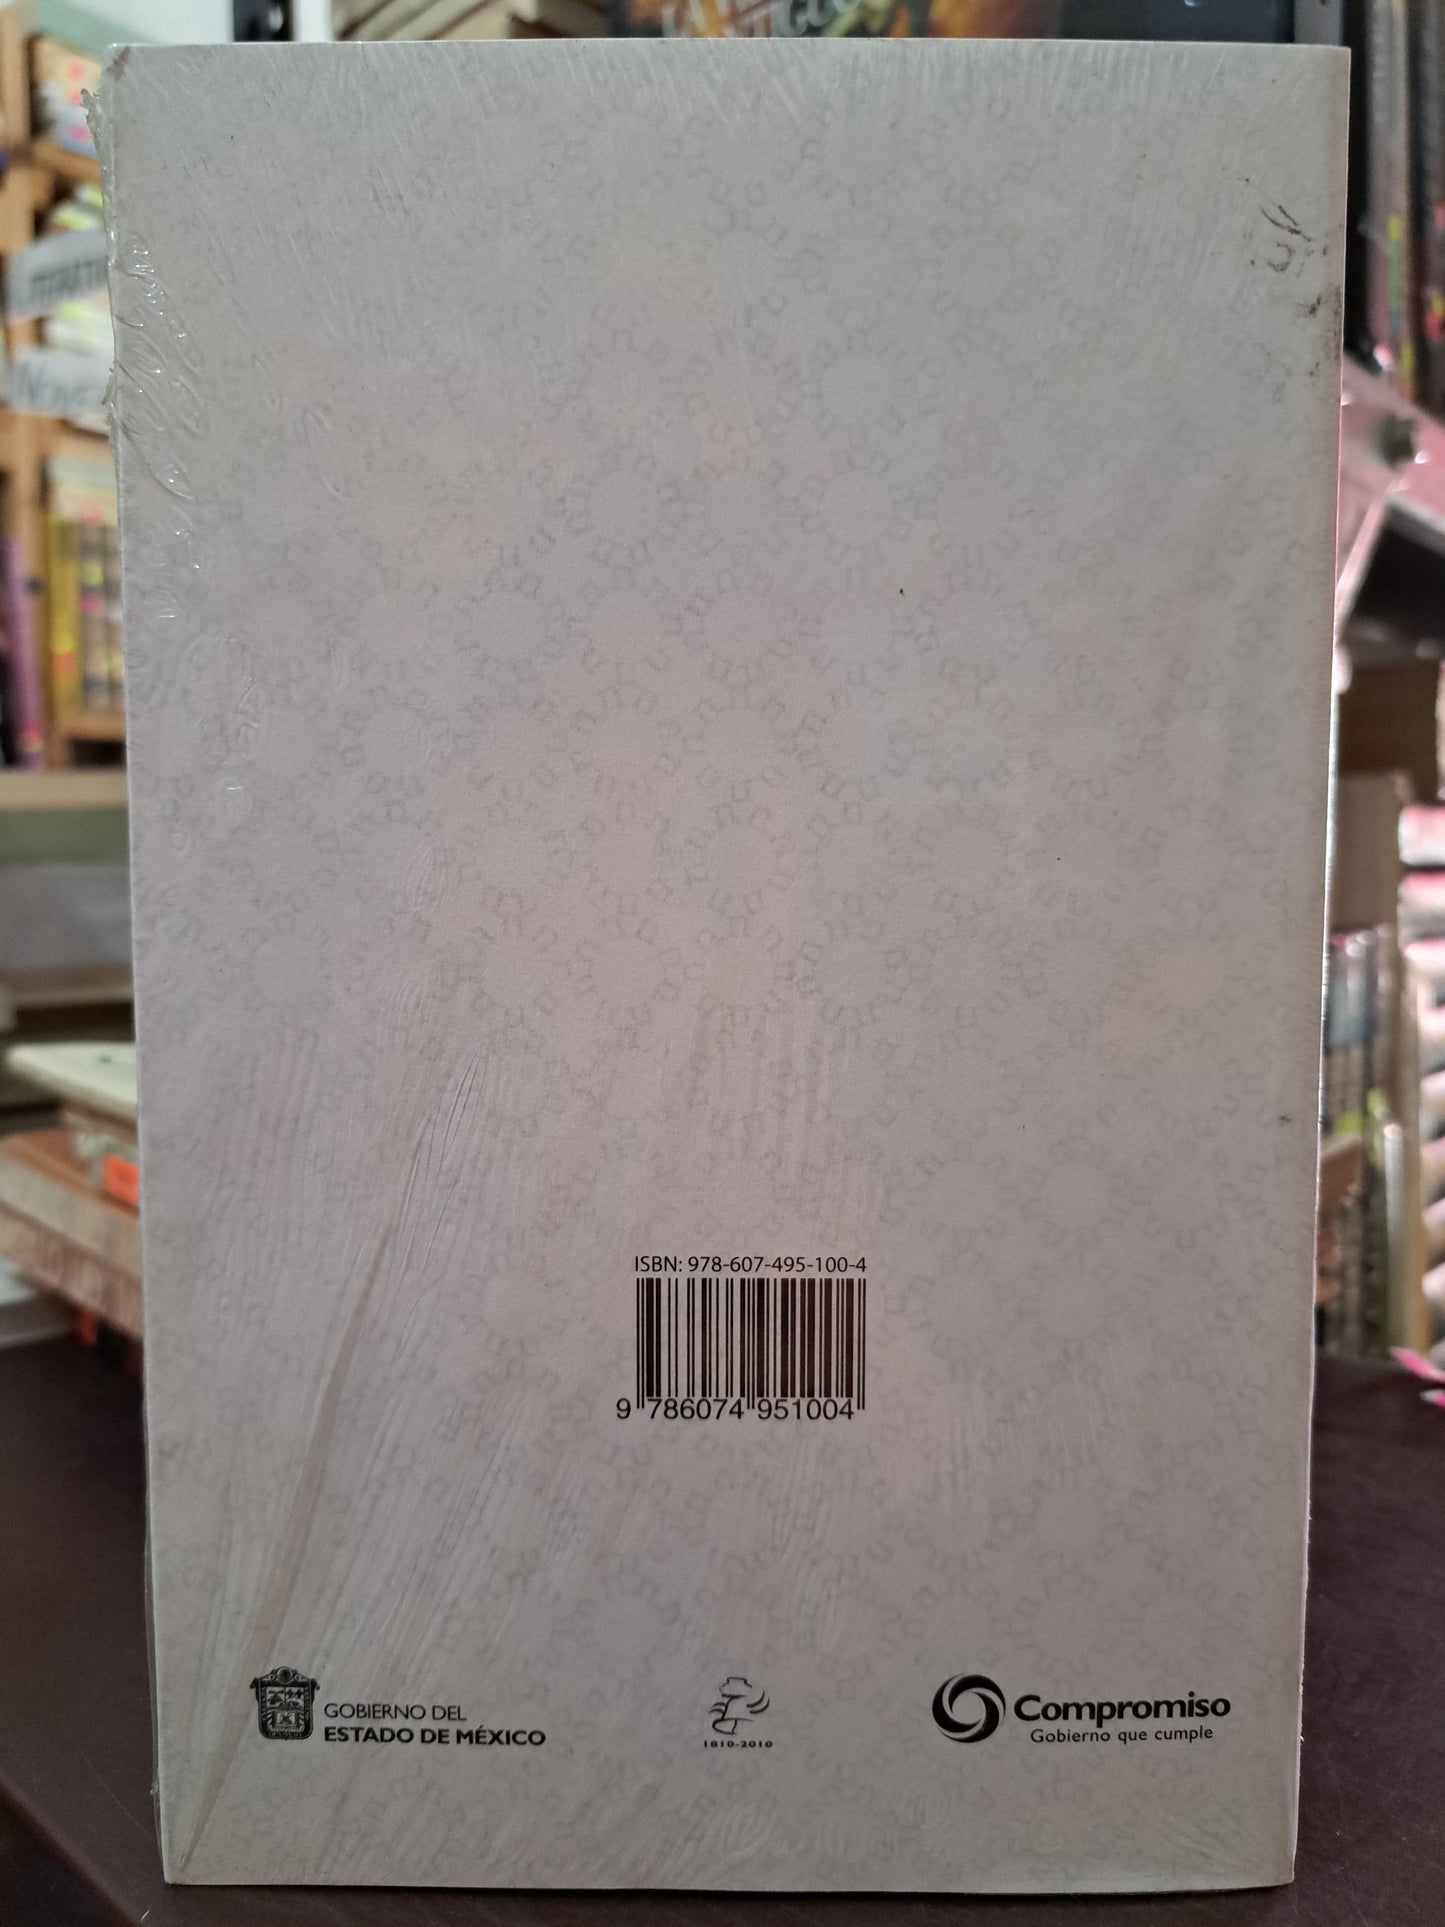 ISBN: 978-607-495-100-4
9 786074 951004
GOBIERNO DEL
ESTADO DE MÉXICO
1810-2010
Compromiso
Gobierno que cumple